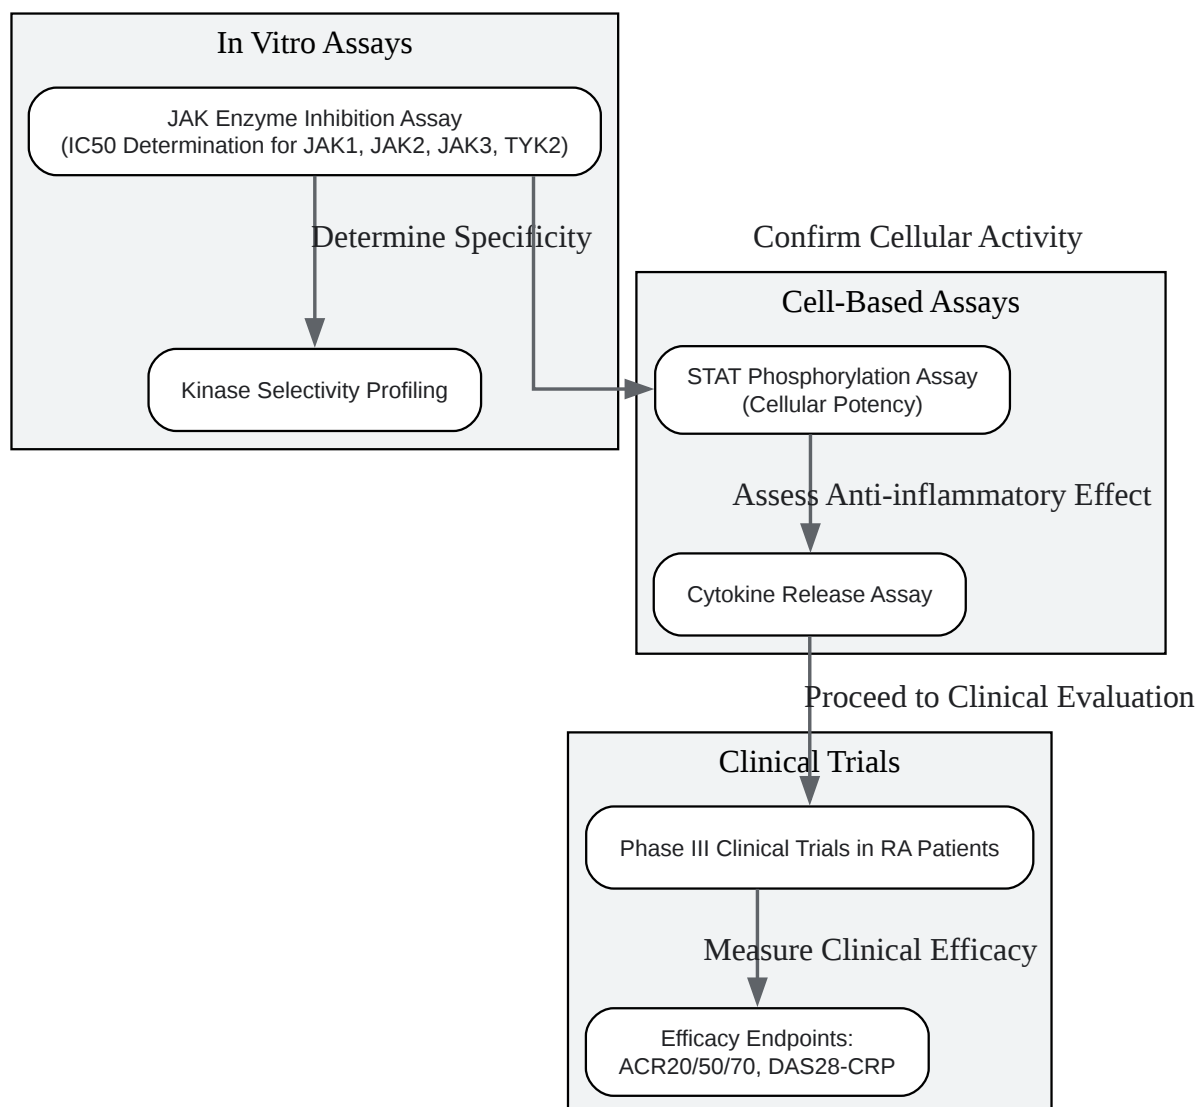 In Vitro Assays
JAK Enzyme Inhibition Assay
(IC50 Determination for JAK1, JAK2, JAK3, TYK2)
Determine Specificity
Confirm Cellular Activity
Kinase Selectivity Profiling
Cell-Based Assays
STAT Phosphorylation Assay
(Cellular Potency)
Assess Anti-inflammatory Effect
Cytokine Release Assay
Proceed to Clinical Evaluation
Clinical Trials
Phase III Clinical Trials in RA Patients
Measure Clinical Efficacy
Efficacy Endpoints:
ACR20/50/70, DAS28-CRP